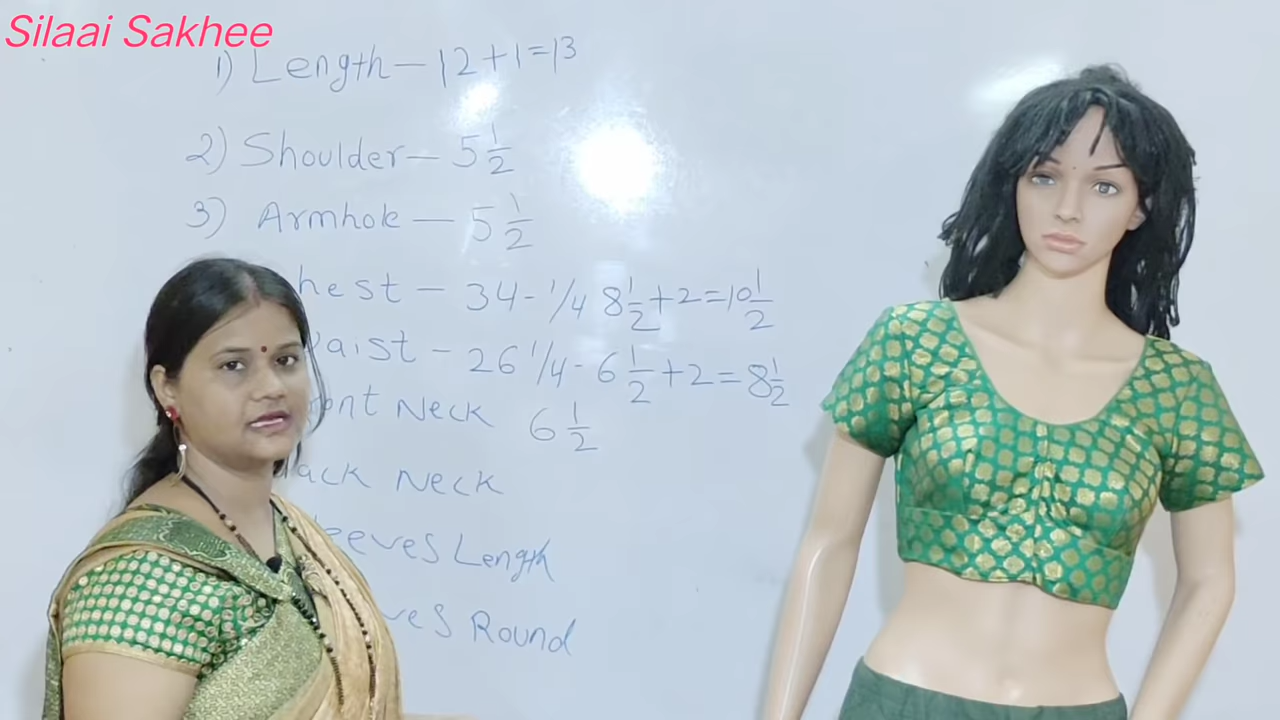 Silaai Sakhee
1) Length - 12+1=13
2) Shoulder - 5 1/2
3) Armhole - 5 1/2
hest - 34 - 1/4 8 1/2 + 2 = 10 1/2
aist - 26 1/4 - 6 1/2 + 2 = 8 1/2
ont Neck 6 1/2
ack Neck
eeves Length
ves Round